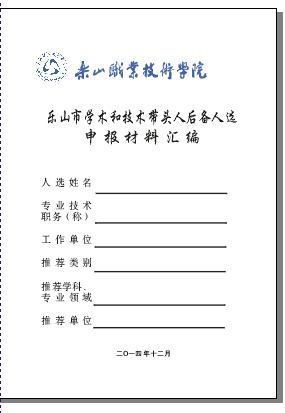 乐山职业技术学院
乐山市学术和技术带头人后备人选
申报材料汇编
人选姓名
专业技术
职务（称）
工作单位
推荐类别
推荐学科、
专业领域
推荐单位
二〇一四年十二月